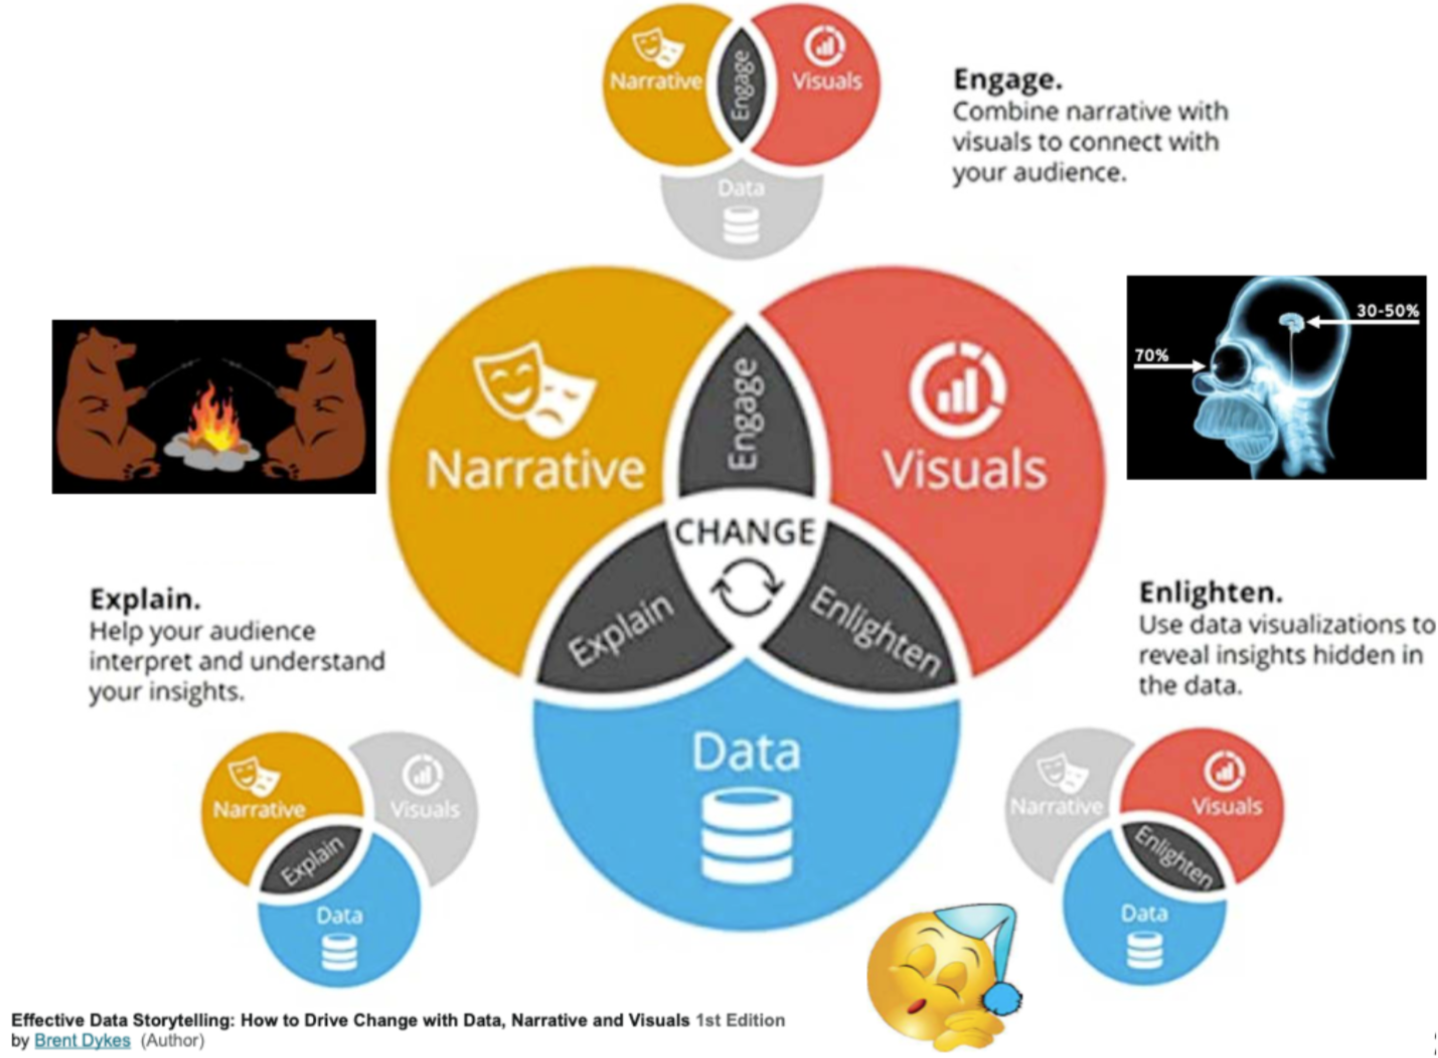 Narrative
Engage
Visuals
Data
Engage.
Combine narrative with
visuals to connect with
your audience.
Narrative
Engage
Visuals
CHANGE
Explain
Enlighten
Data
30-50%
70%
Explain.
Help your audience
interpret and understand
your insights.
Enlighten.
Use data visualizations to
reveal insights hidden in
the data.
Narrative
Visuals
Explain
Data
Narrative
Visuals
Enlighten
Data
Effective Data Storytelling: How to Drive Change with Data, Narrative and Visuals 1st Edition
by Brent Dykes (Author)